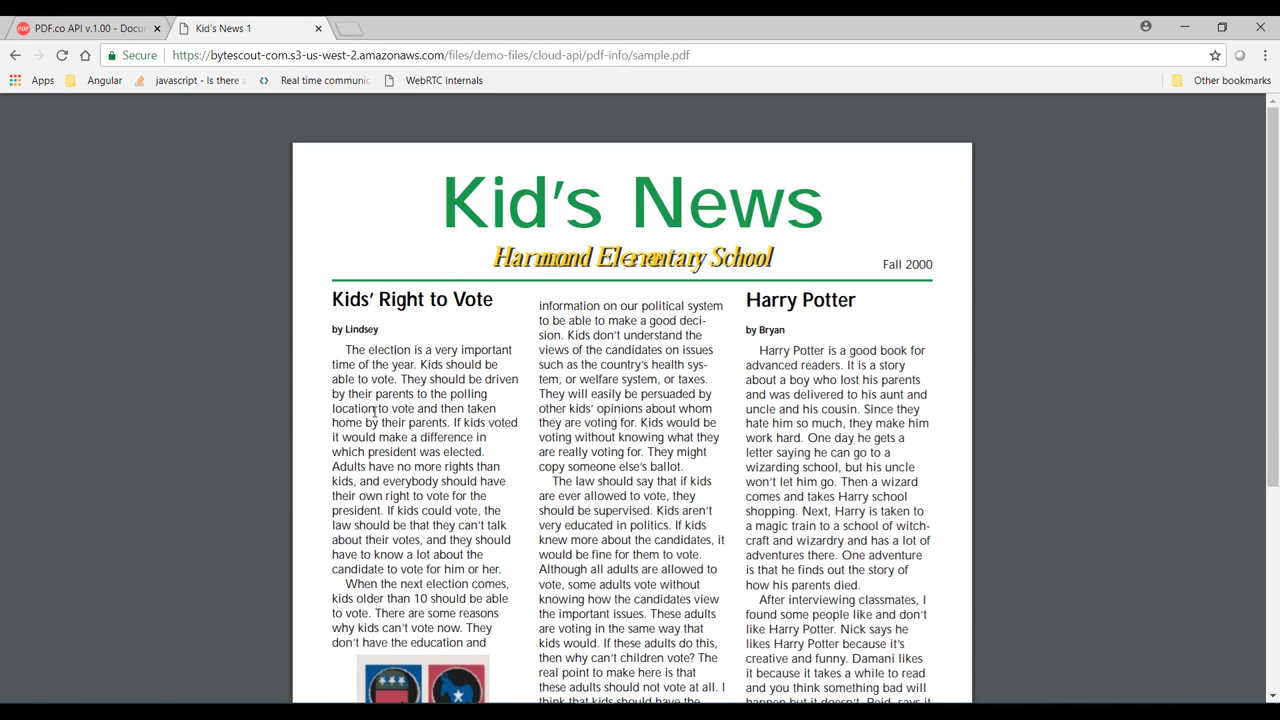 PDF.co API v.1.00 - Docu
Kid's News 1
Secure
https://bytescout-com.s3-us-west-2.amazonaws.com/files/demo-files/cloud-api/pdf-info/sample.pdf
Apps
Angular
javascript - Is there a
Real time communic
WebRTC Internals
Other bookmarks
Kid's News
Harmond Elementary School
Fall 2000
Kids' Right to Vote
by Lindsey
The election is a very important
time of the year. Kids should be
able to vote. They should be driven
by their parents to the polling
location to vote and then taken
home by their parents. If kids voted
it would make a difference in
which president was elected.
Adults have no more rights than
kids, and everybody should have
their own right to vote for the
president. If kids could vote, the
law should be that they can't talk
about their votes, and they should
have to know a lot about the
candidate to vote for him or her.
When the next election comes,
kids older than 10 should be able
to vote. There are some reasons
why kids can't vote now. They
don't have the education and
information on our political system
to be able to make a good deci-
sion. Kids don't understand the
views of the candidates on issues
such as the country's health sys-
tem, or welfare system, or taxes.
They will easily be persuaded by
other kids' opinions about whom
they are voting for. Kids would be
voting without knowing what they
are really voting for. They might
copy someone else's ballot.
The law should say that if kids
are ever allowed to vote, they
should be supervised. Kids aren't
very educated in politics. If kids
knew more about the candidates, it
would be fine for them to vote.
Although all adults are allowed to
vote, some adults vote without
knowing how the candidates view
the important issues. These adults
are voting in the same way that
kids would. If these adults do this,
then why can't children vote? The
real point to make here is that
these adults should not vote at all. I
think that kids should have the
Harry Potter
by Bryan
Harry Potter is a good book for
advanced readers. It is a story
about a boy who lost his parents
and was delivered to his aunt and
uncle and his cousin. Since they
hate him so much, they make him
work hard. One day he gets a
letter saying he can go to a
wizarding school, but his uncle
won't let him go. Then a wizard
comes and takes Harry school
shopping. Next, Harry is taken to
a magic train to a school of witch-
craft and wizardry and has a lot of
adventures there. One adventure
is that he finds out the story of
how his parents died.
After interviewing classmates, I
found some people like and don't
like Harry Potter. Nick says he
likes Harry Potter because it's
creative and funny. Damani likes
it because it takes a while to read
and you think something bad will
happen but it doesn't. Reid, says it